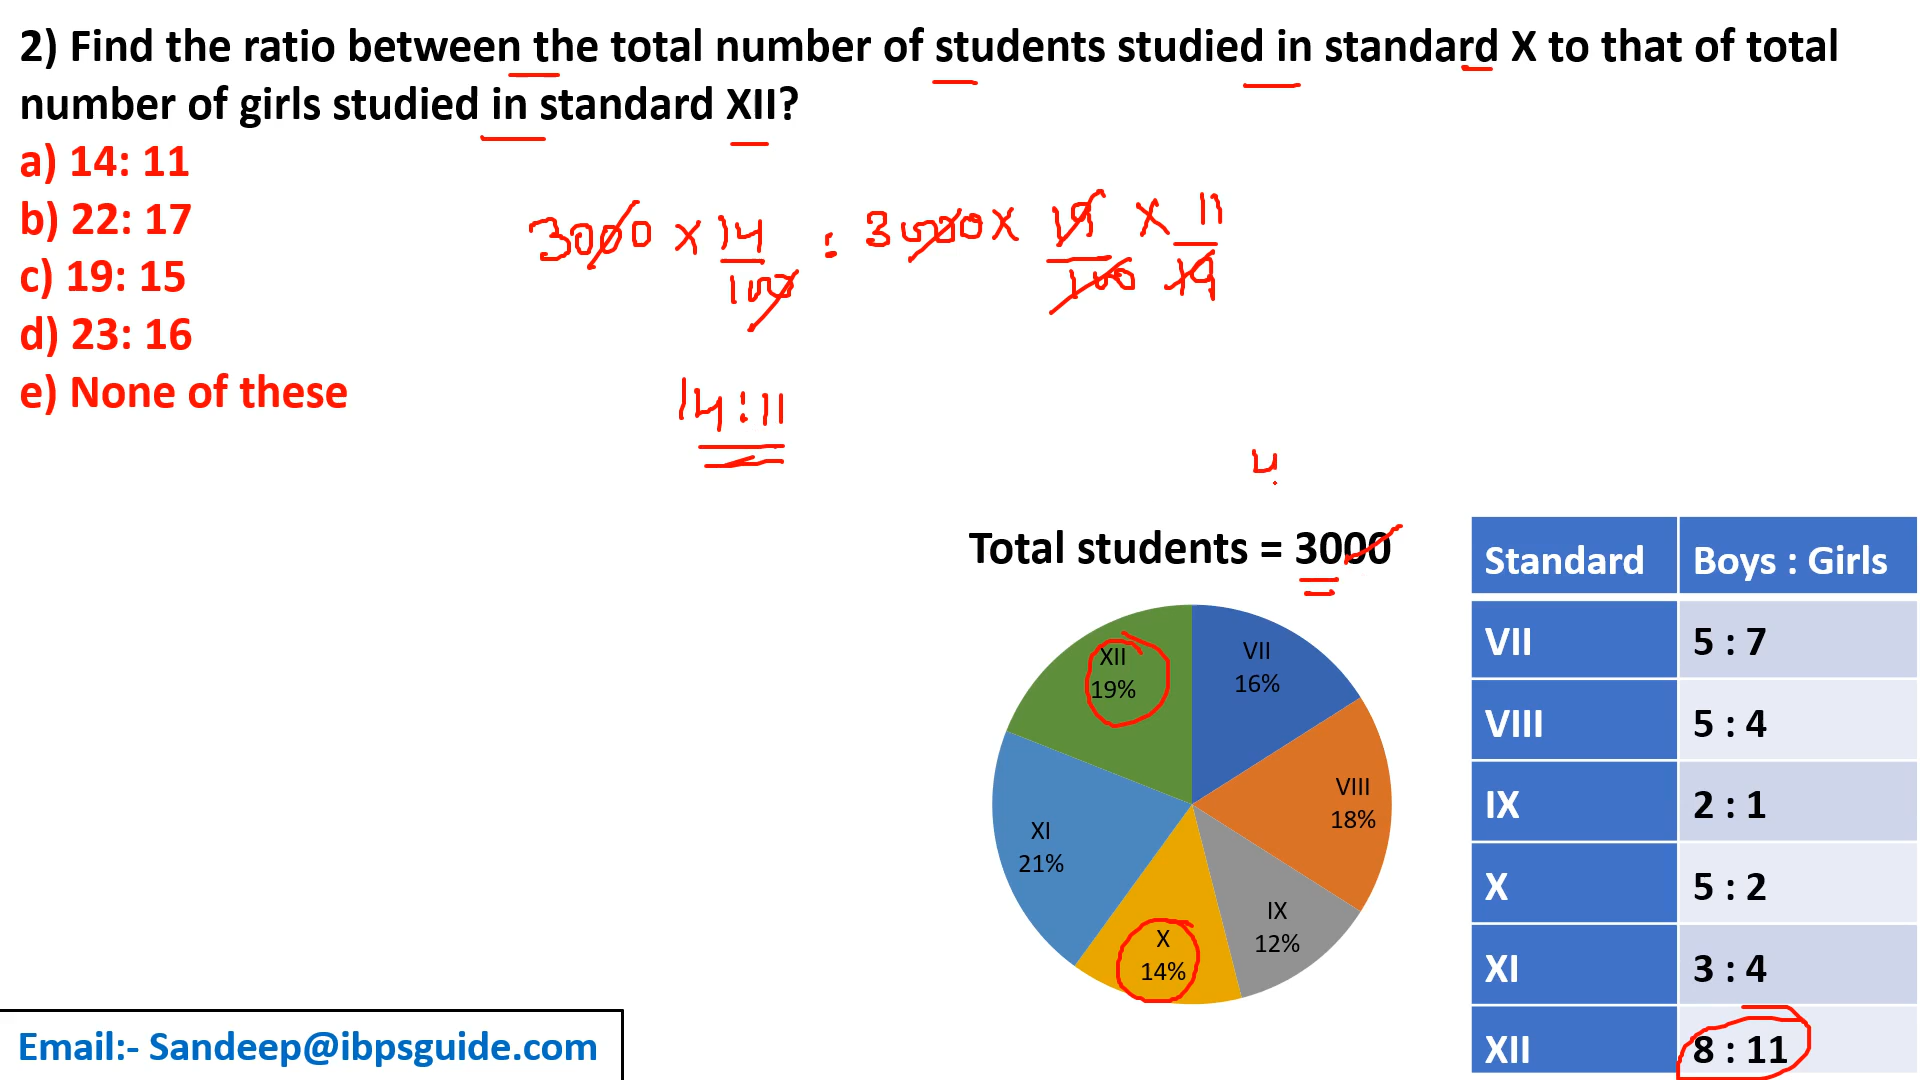 2) Find the ratio between the total number of students studied in standard X to that of total
number of girls studied in standard XII?
a) 14: 11
b) 22: 17
c) 19: 15
d) 23: 16
e) None of these
3000 × 14/100 : 3000 × 19/100 × 11/19
14:11
4
Total students = 3000
XII
19%
VII
16%
VIII
18%
XI
21%
IX
12%
X
14%
Standard Boys : Girls
VII 5 : 7
VIII 5 : 4
IX 2 : 1
X 5 : 2
XI 3 : 4
XII 8 : 11
Email:- Sandeep@ibpsguide.com